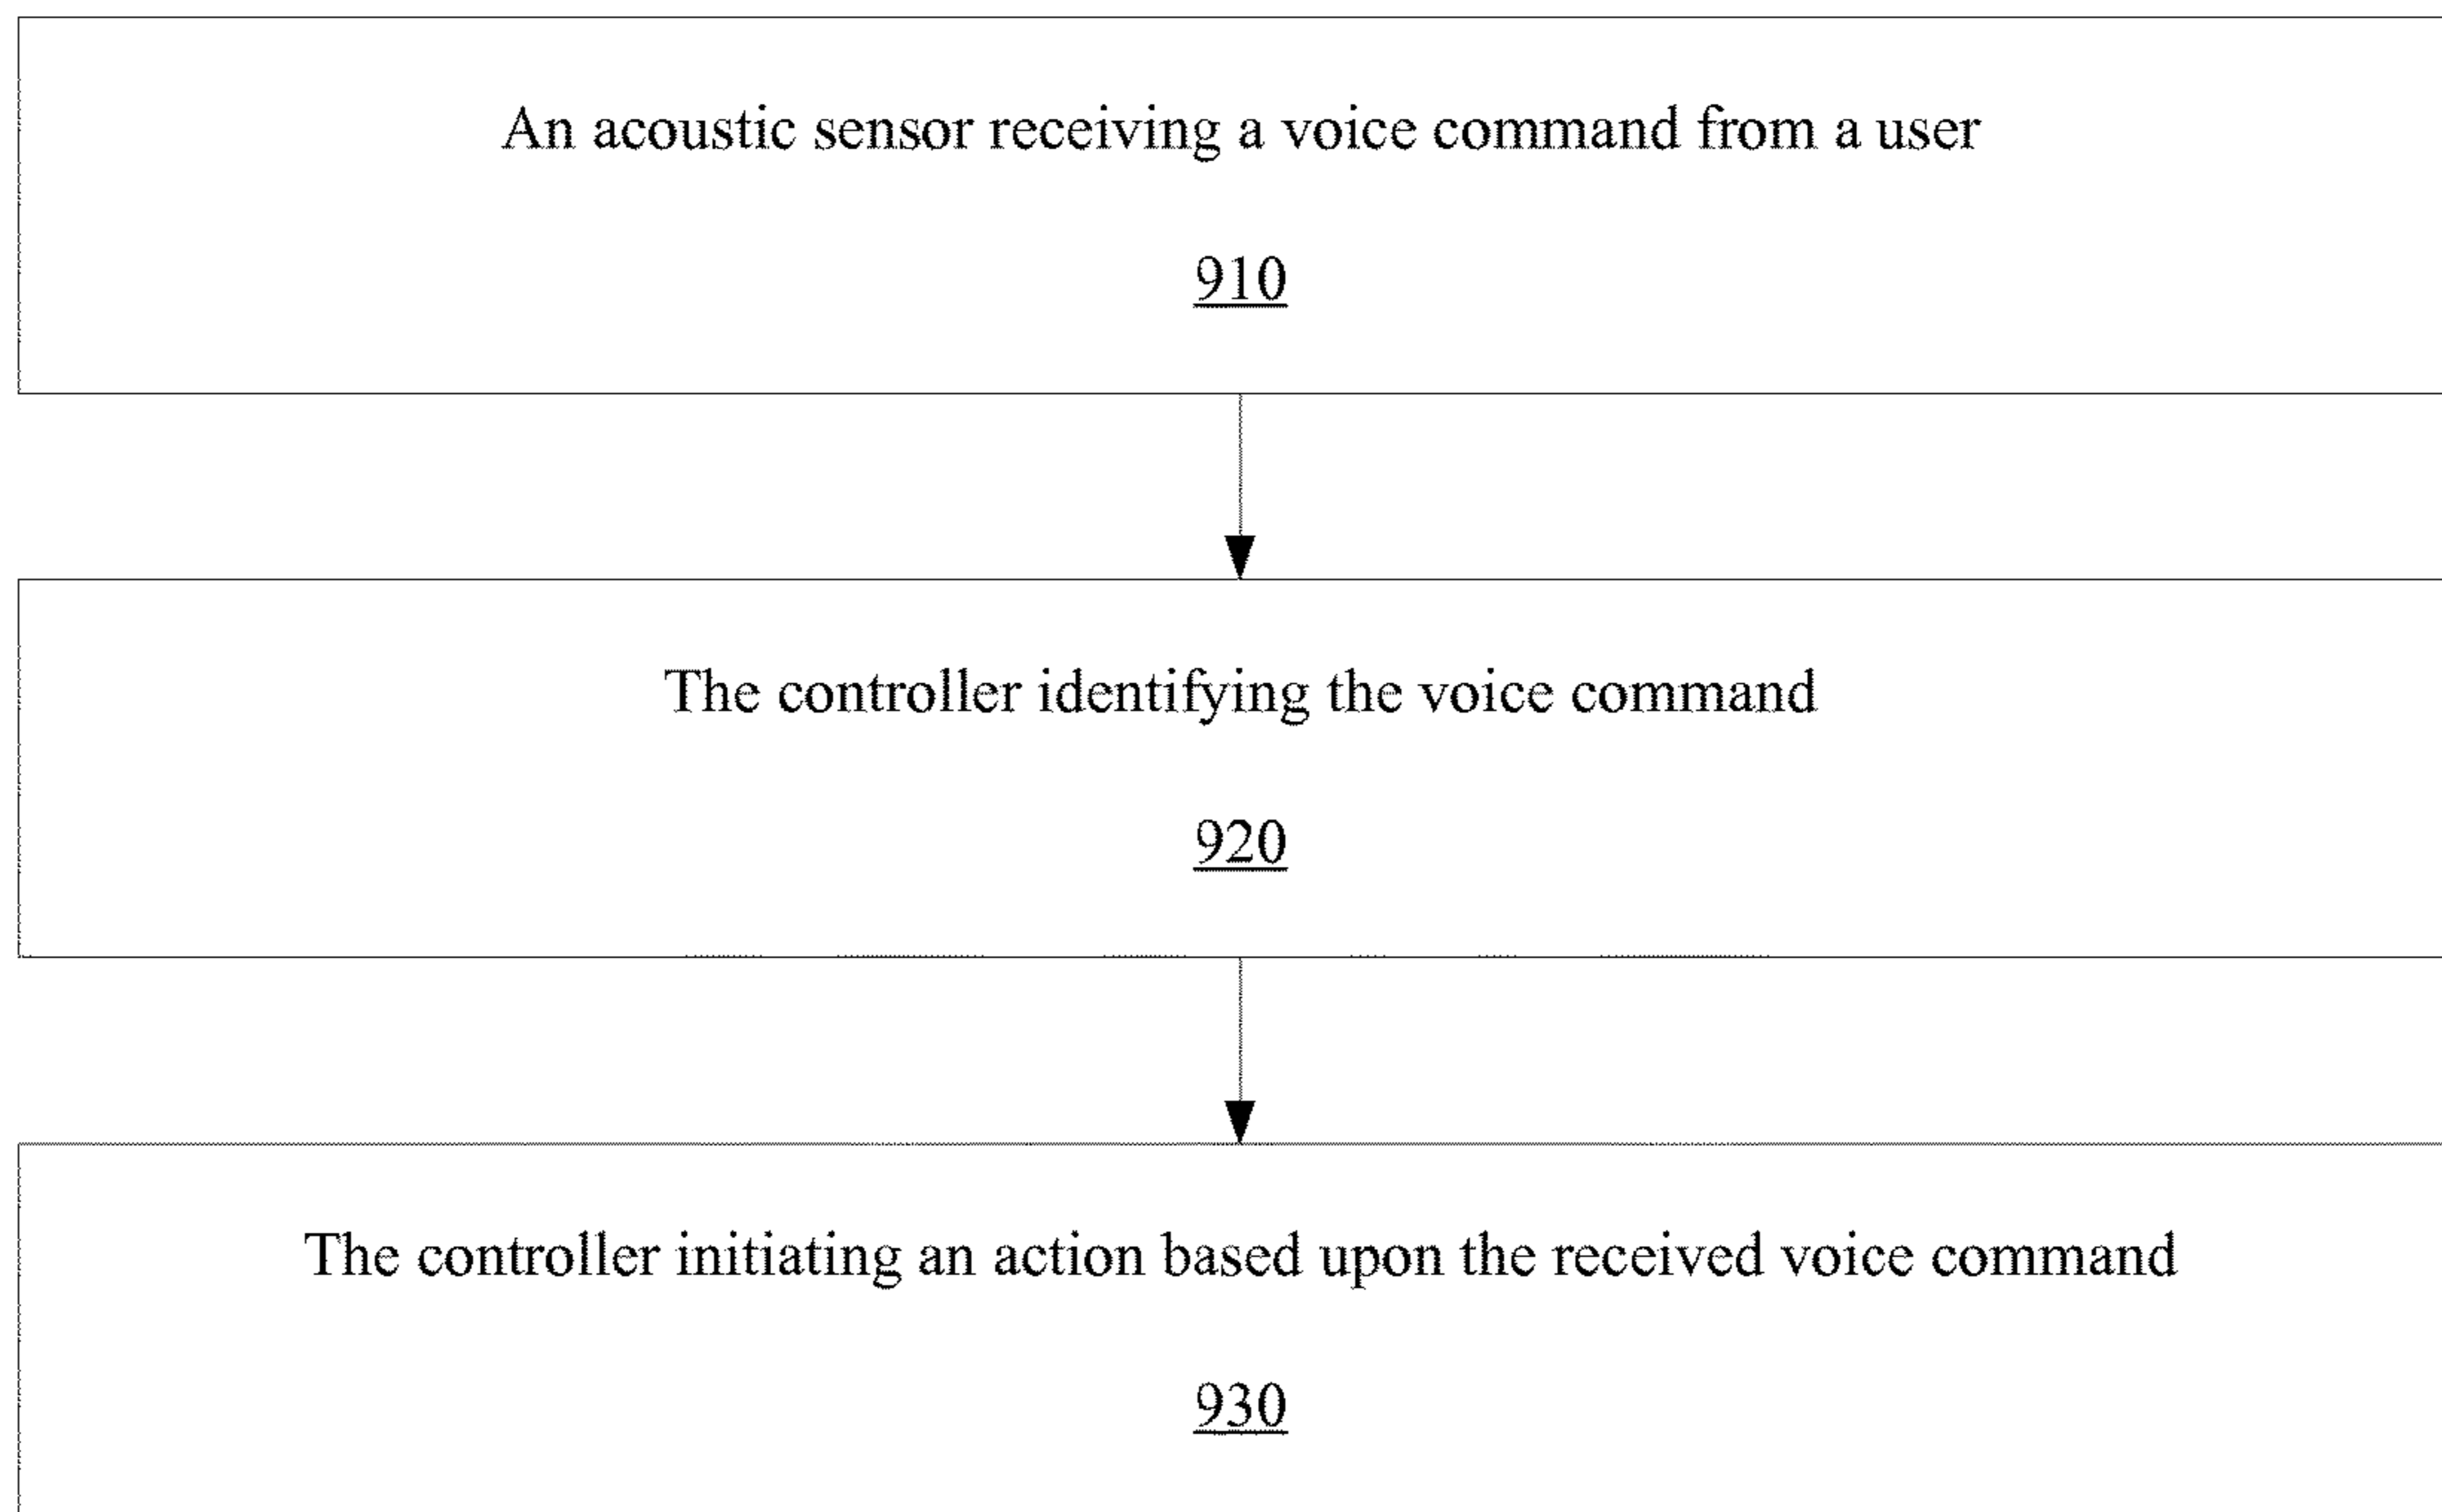 An acoustic sensor receiving a voice command from a user
910
The controller identifying the voice command
920
The controller initiating an action based upon the received voice command
930